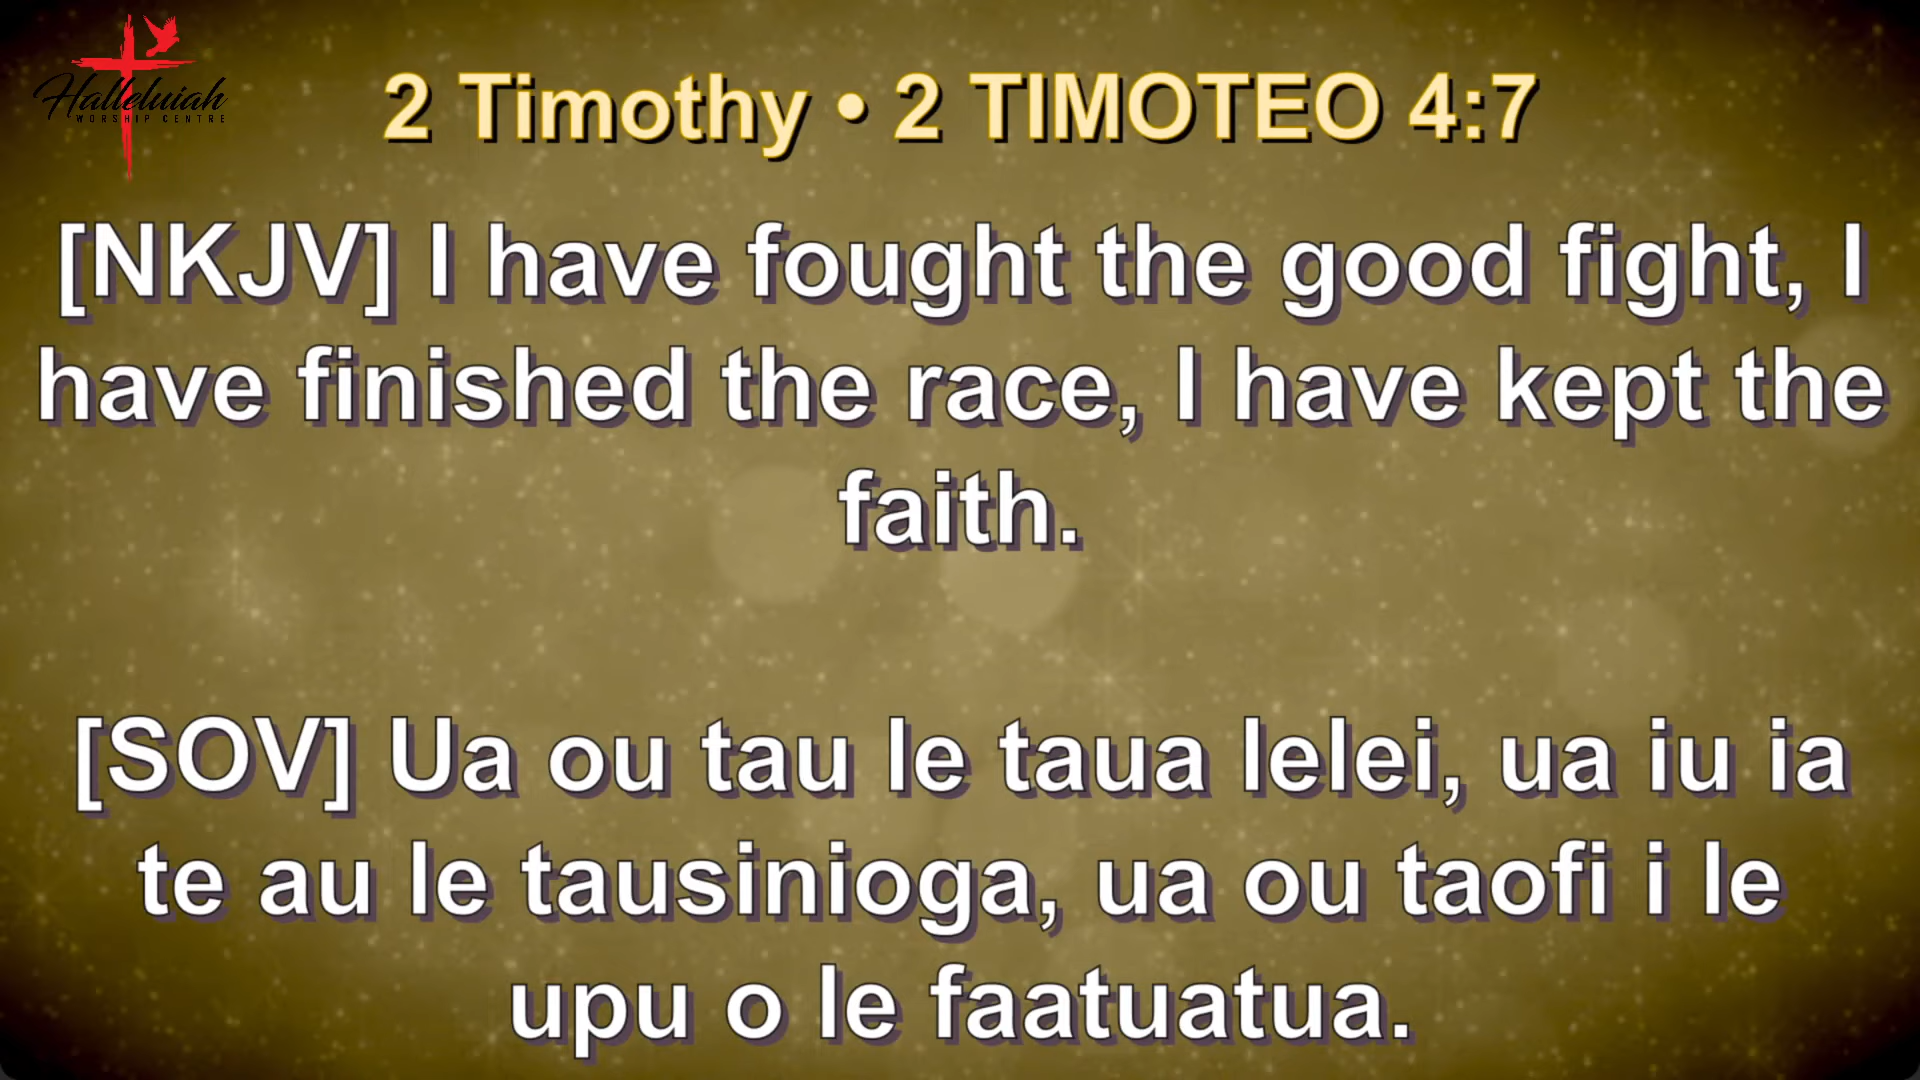 Halleluiah
WORSHIP CENTRE
2 Timothy • 2 TIMOTEO 4:7
[NKJV] I have fought the good fight, I
have finished the race, I have kept the
faith.
[SOV] Ua ou tau le taua lelei, ua iu ia
te au le tausinioga, ua ou taofi i le
upu o le faatuatua.